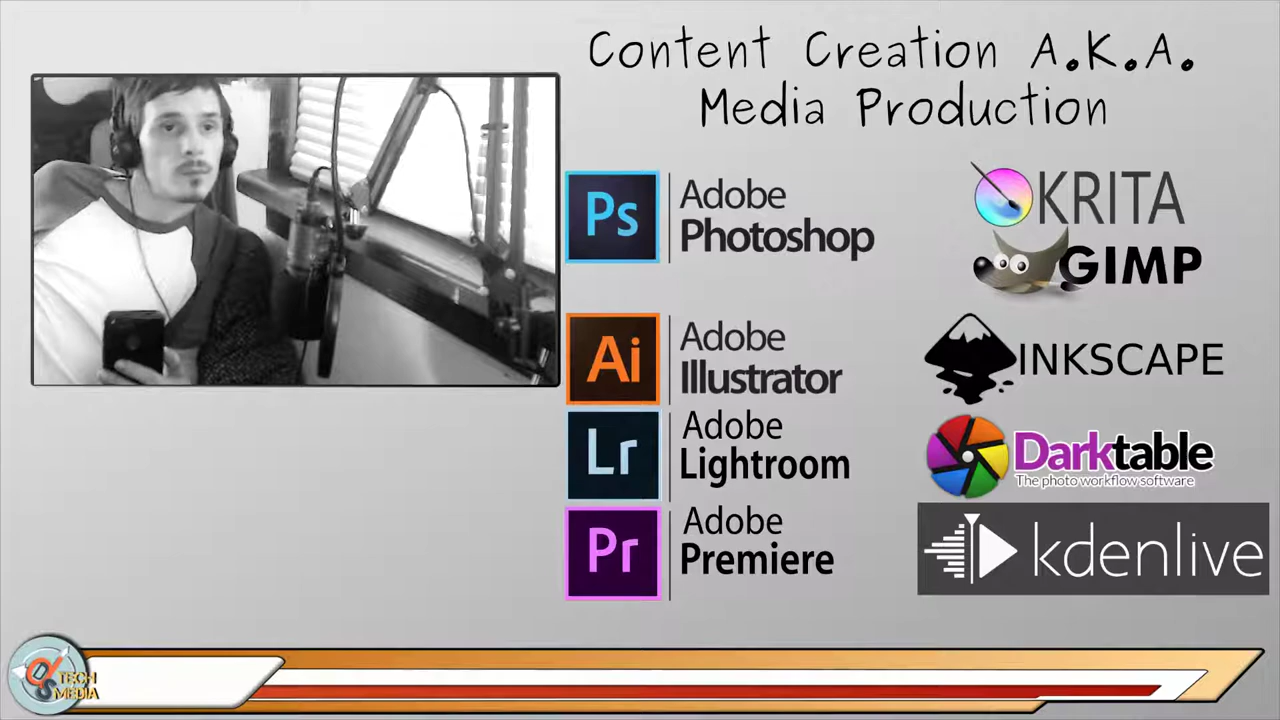 Content Creation A.K.A.
Media Production
Ps
Adobe
Photoshop
KRITA
GIMP
Ai
Adobe
Illustrator
INKSCAPE
Lr
Adobe
Lightroom
Darktable
The photo workflow software
Pr
Adobe
Premiere
kdenlive
OS
TECH
MEDIA